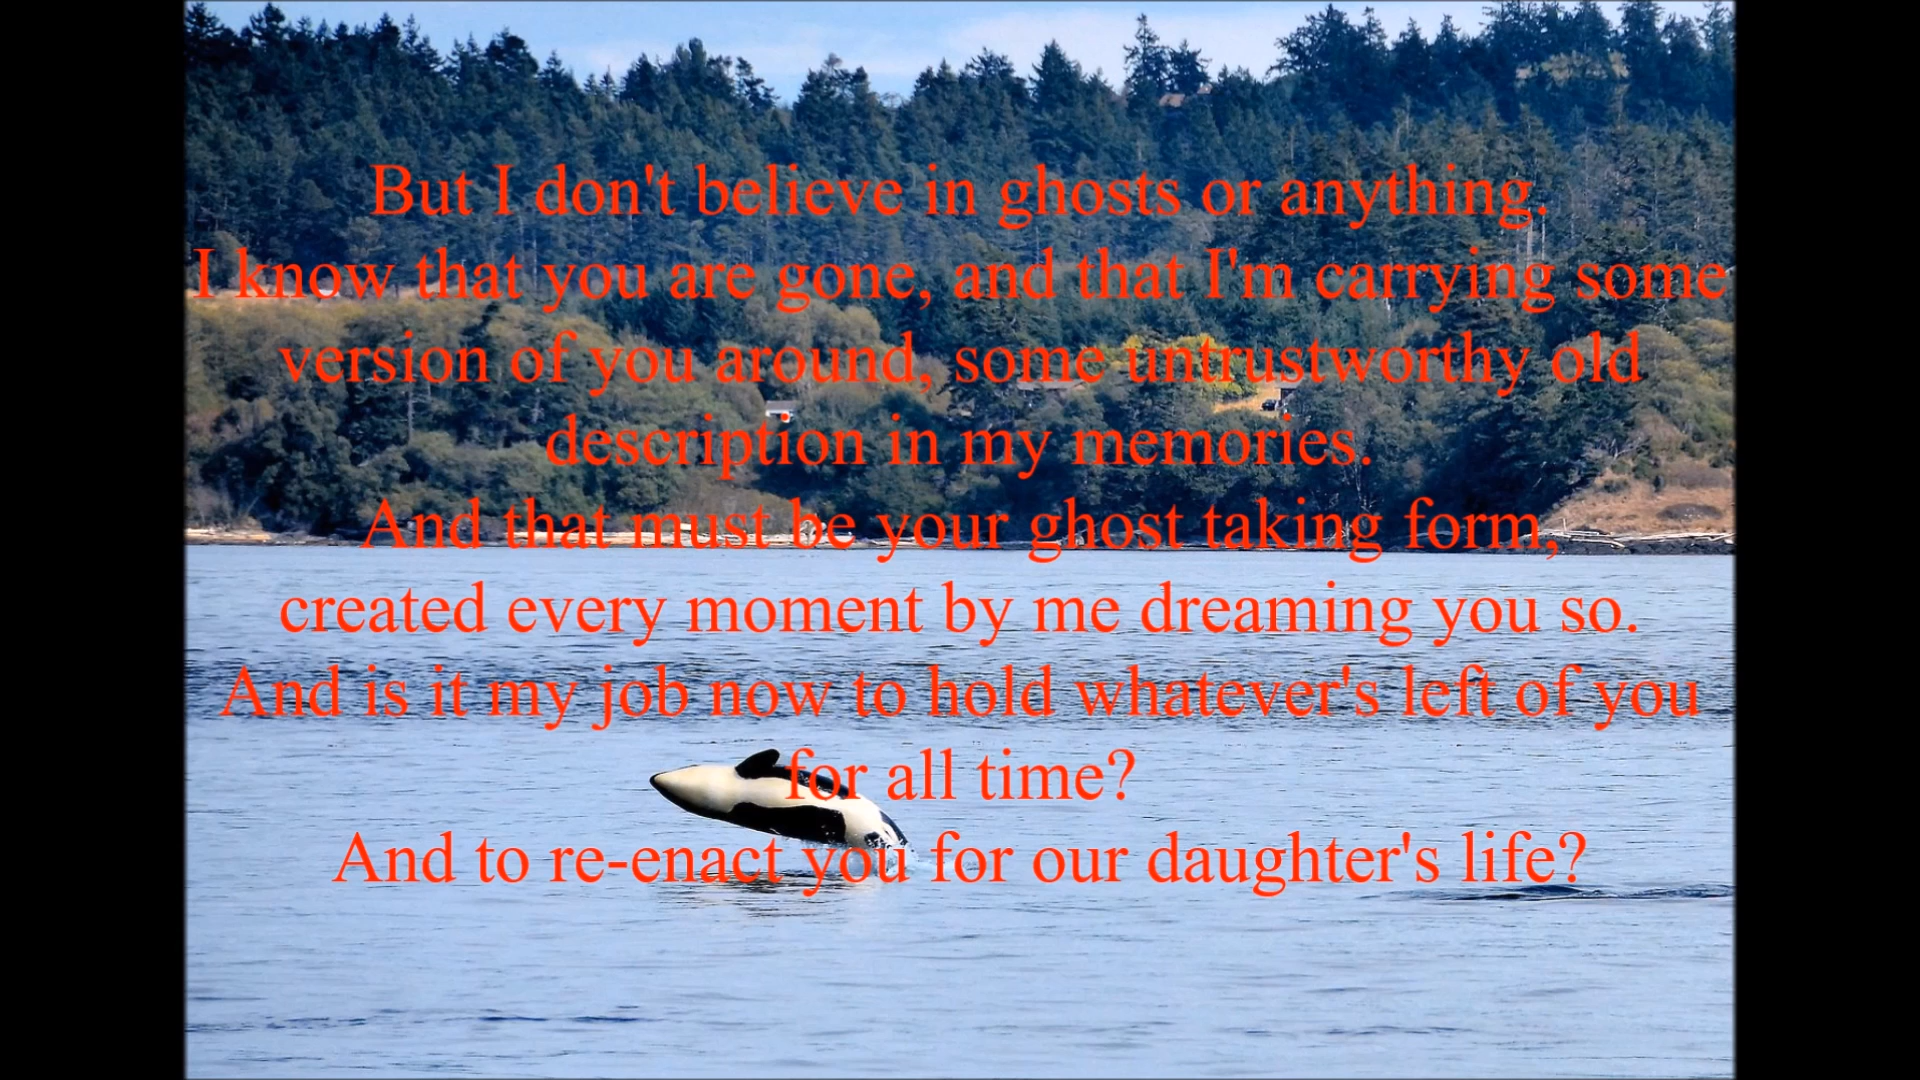 But I don't believe in ghosts or anything.
I know that you are gone, and that I'm carrying some
version of you around, some untrustworthy old
description in my memories.
And that must be your ghost taking form,
created every moment by me dreaming you so.
And is it my job now to hold whatever's left of you
for all time?
And to re-enact you for our daughter's life?